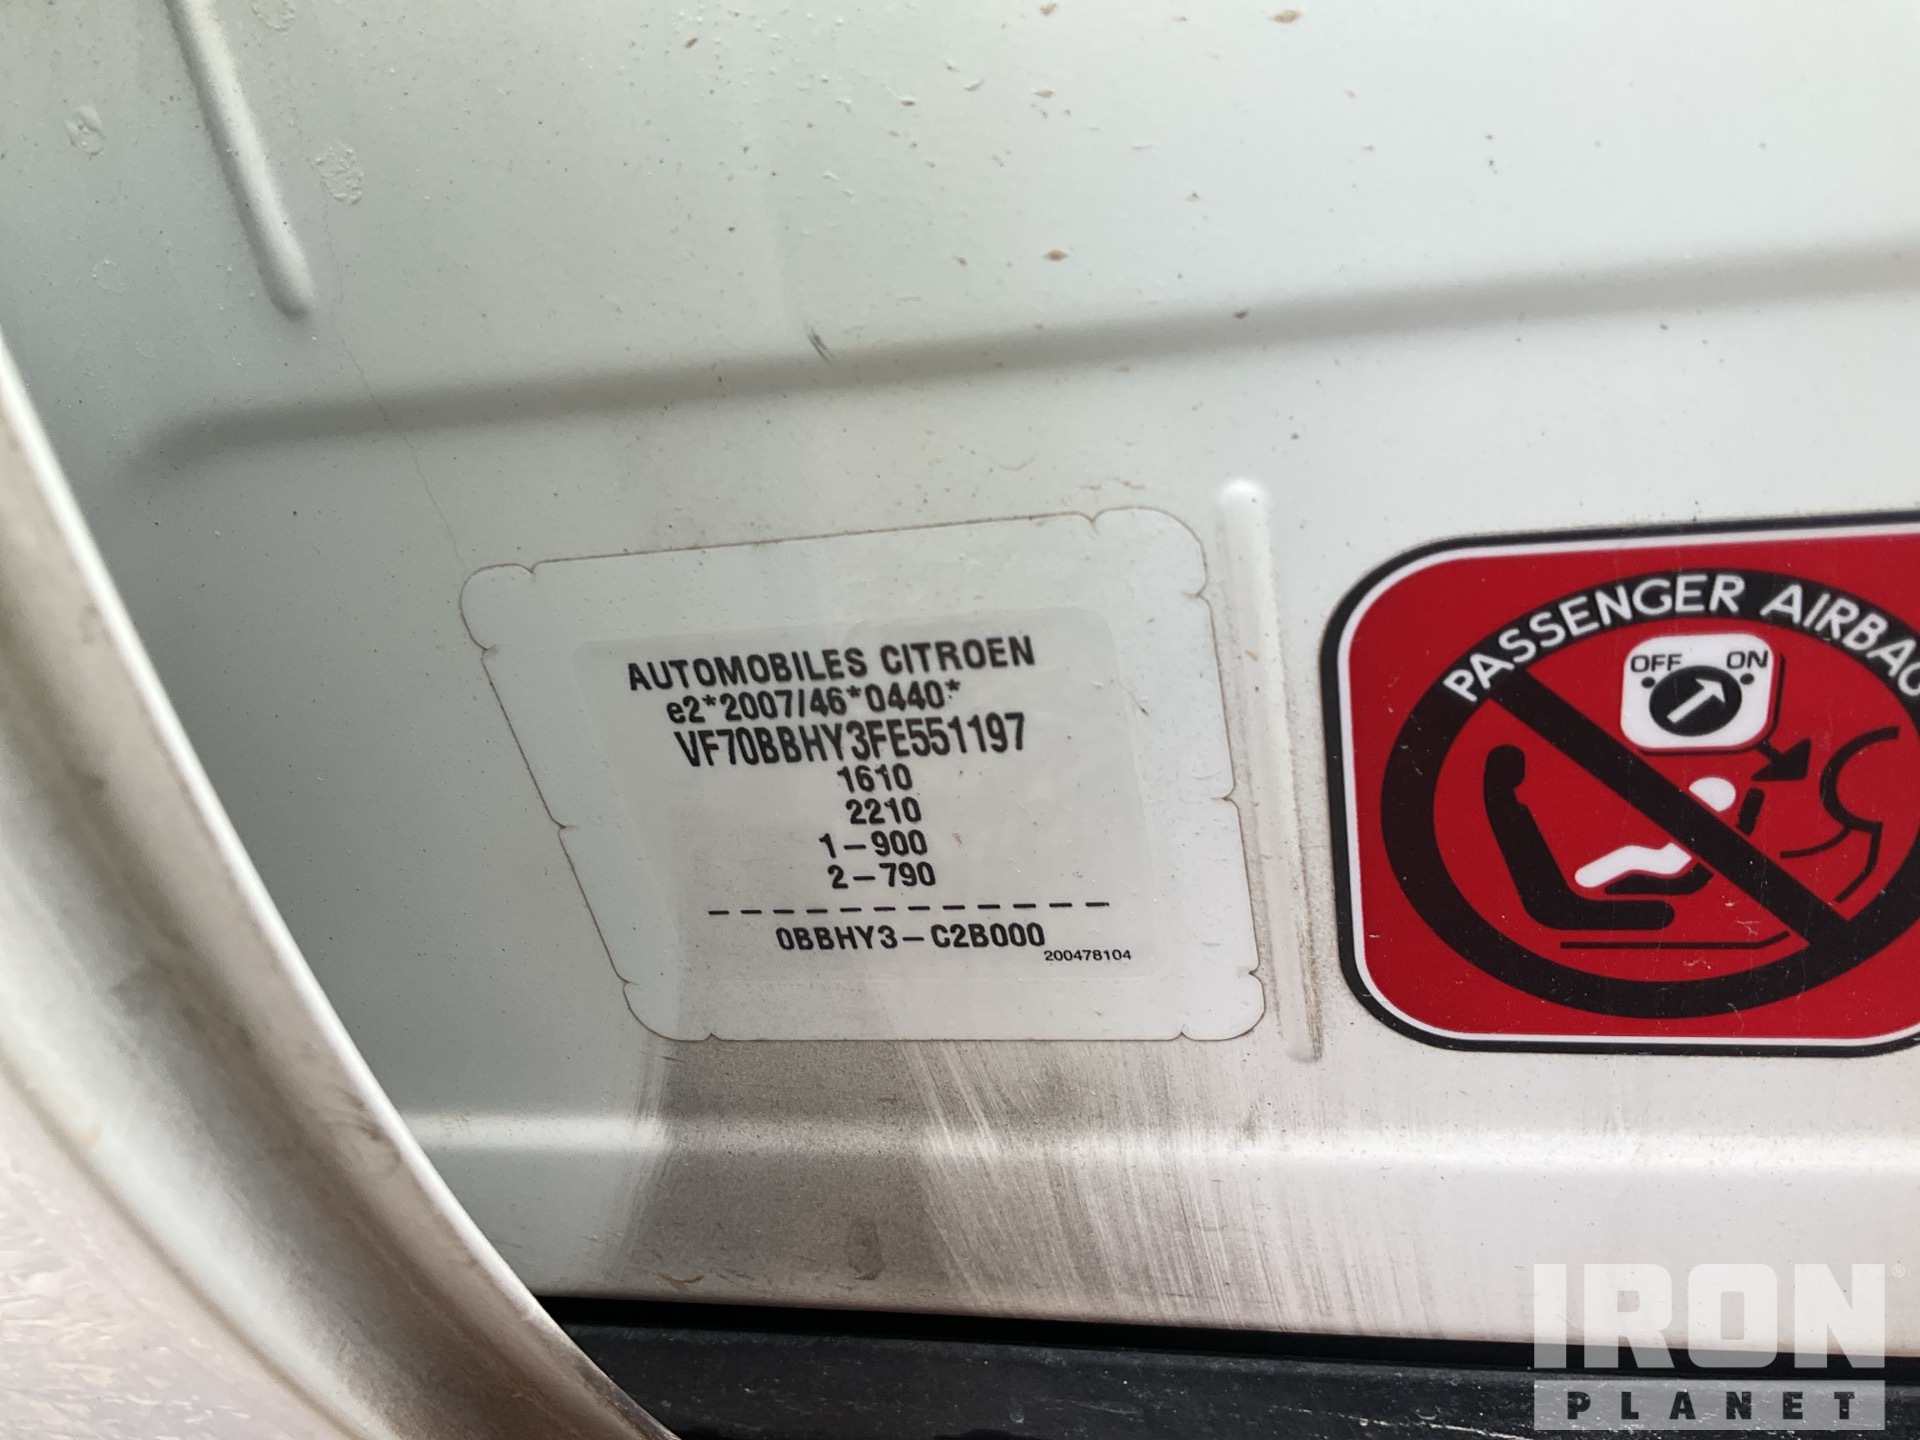 AUTOMOBILES CITROEN
e2*2007/46*0440*
VF70BBHY3FE551197
1610
2210
1-900
2-790
0BBHY3-C2B000
200478104
PASSENGER AIRBAG
OFF ON
IRON
PLANET